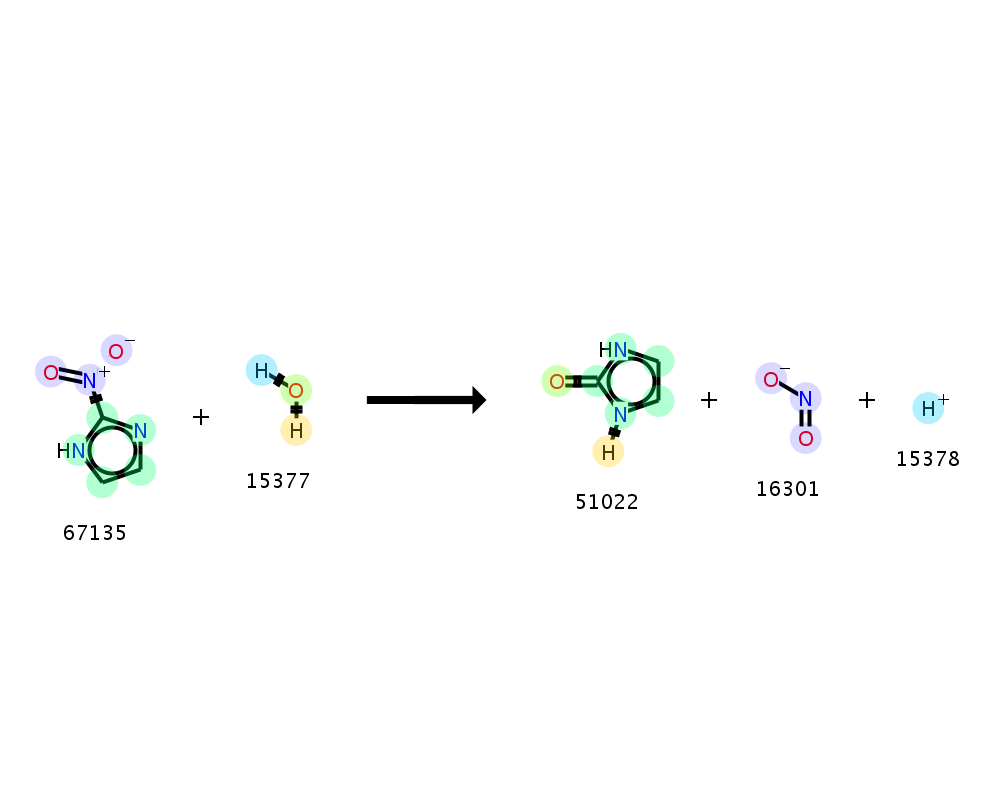 O N + O −
HN N
67135
+
H O
H
15377
HN
O
N
H
51022
+
O −
N
O
16301
+
H +
15378